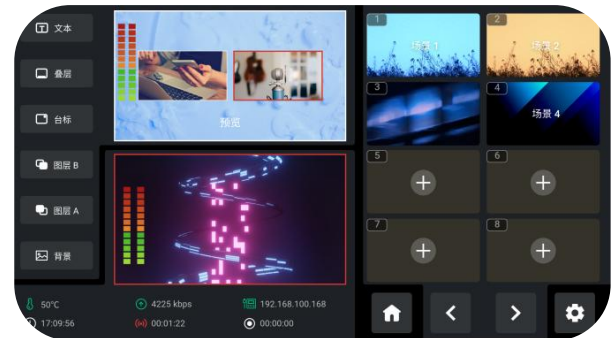 文本
叠层
台标
图层 B
图层 A
背景
预览
1
场景 1
2
场景 2
3
4
场景 4
5
6
7
8
50°C
4225 kbps
192.168.100.168
17:09:56
00:01:22
00:00:00